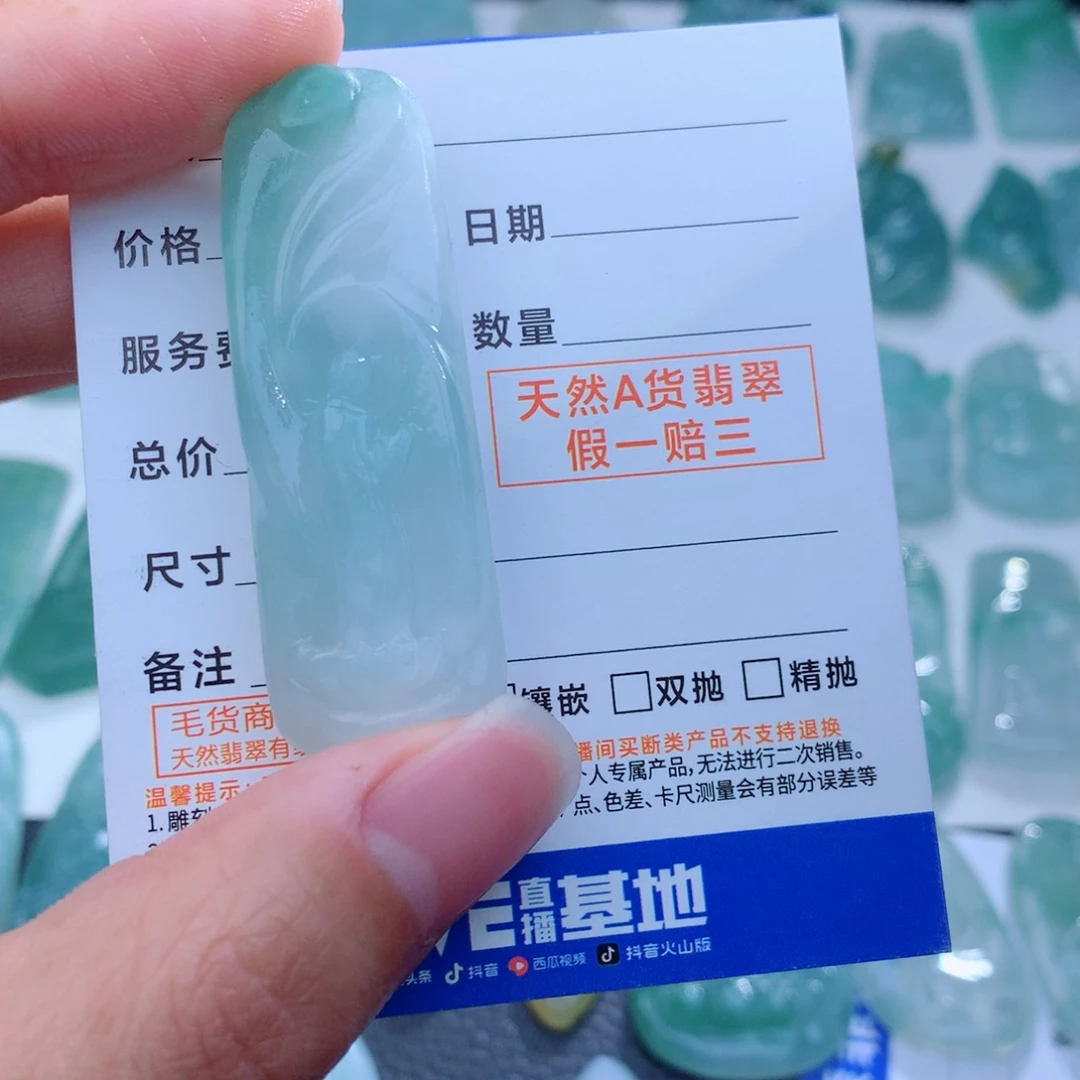 价格
日期
服务
数量
天然A货翡翠
假一赔三
总价
尺寸
备注
镶嵌 双抛 精抛
毛货商
天然翡翠有
播间买断类产品不支持退换
温馨提示
人专属产品,无法进行二次销售。
1.雕刻
点、色差、卡尺测量会有部分误差等
直播基地
头条 抖音 西瓜视频 抖音火山版